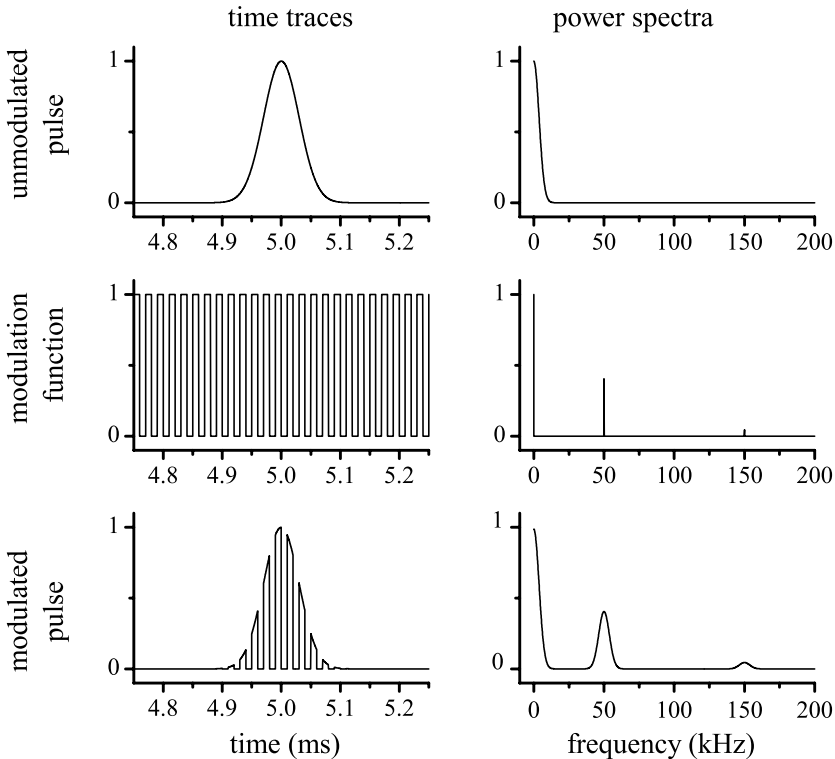 time traces
power spectra
unmodulated
pulse
1
0
4.8 4.9 5.0 5.1 5.2
1
0
0 50 100 150 200
modulation
function
1
0
4.8 4.9 5.0 5.1 5.2
1
0
0 50 100 150 200
modulated
pulse
1
0
4.8 4.9 5.0 5.1 5.2
time (ms)
1
0
0 50 100 150 200
frequency (kHz)